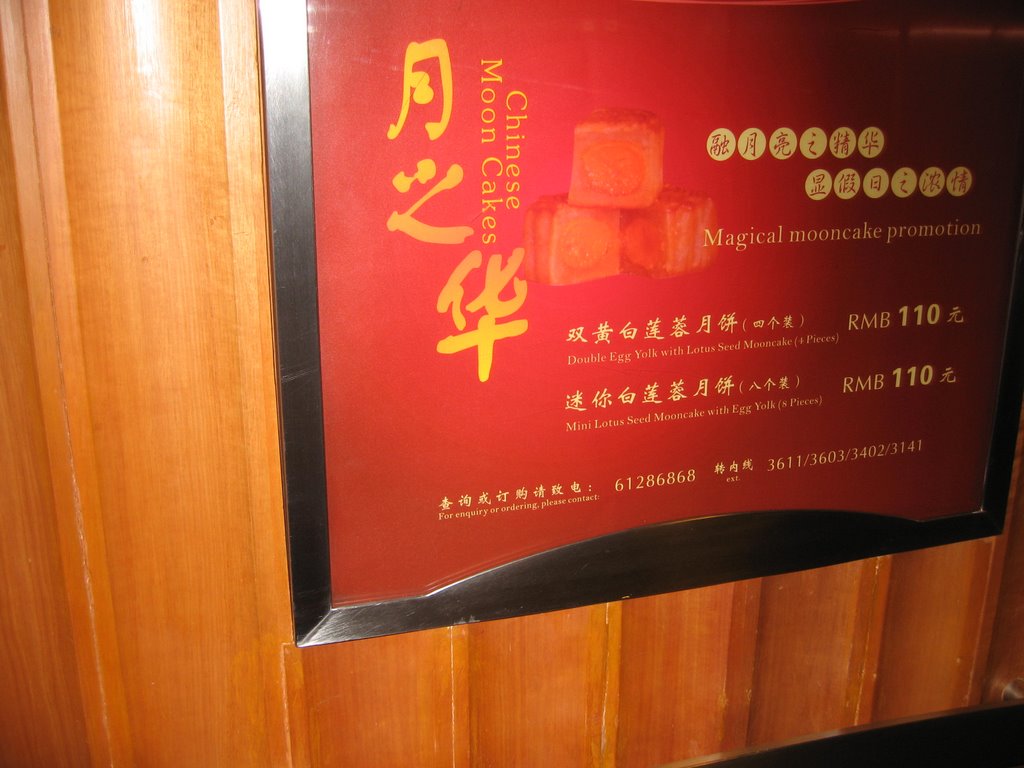 月之华
Chinese
Moon Cakes
融月亮之精华
显假日之浓情
Magical mooncake promotion
双黄白莲蓉月饼(四个装) RMB 110 元
Double Egg Yolk with Lotus Seed Mooncake (4 Pieces)
迷你白莲蓉月饼(八个装) RMB 110 元
Mini Lotus Seed Mooncake with Egg Yolk (8 Pieces)
查询或订购请致电: 61286868 转内线 3611/3603/3402/3141
For enquiry or ordering, please contact: ext.